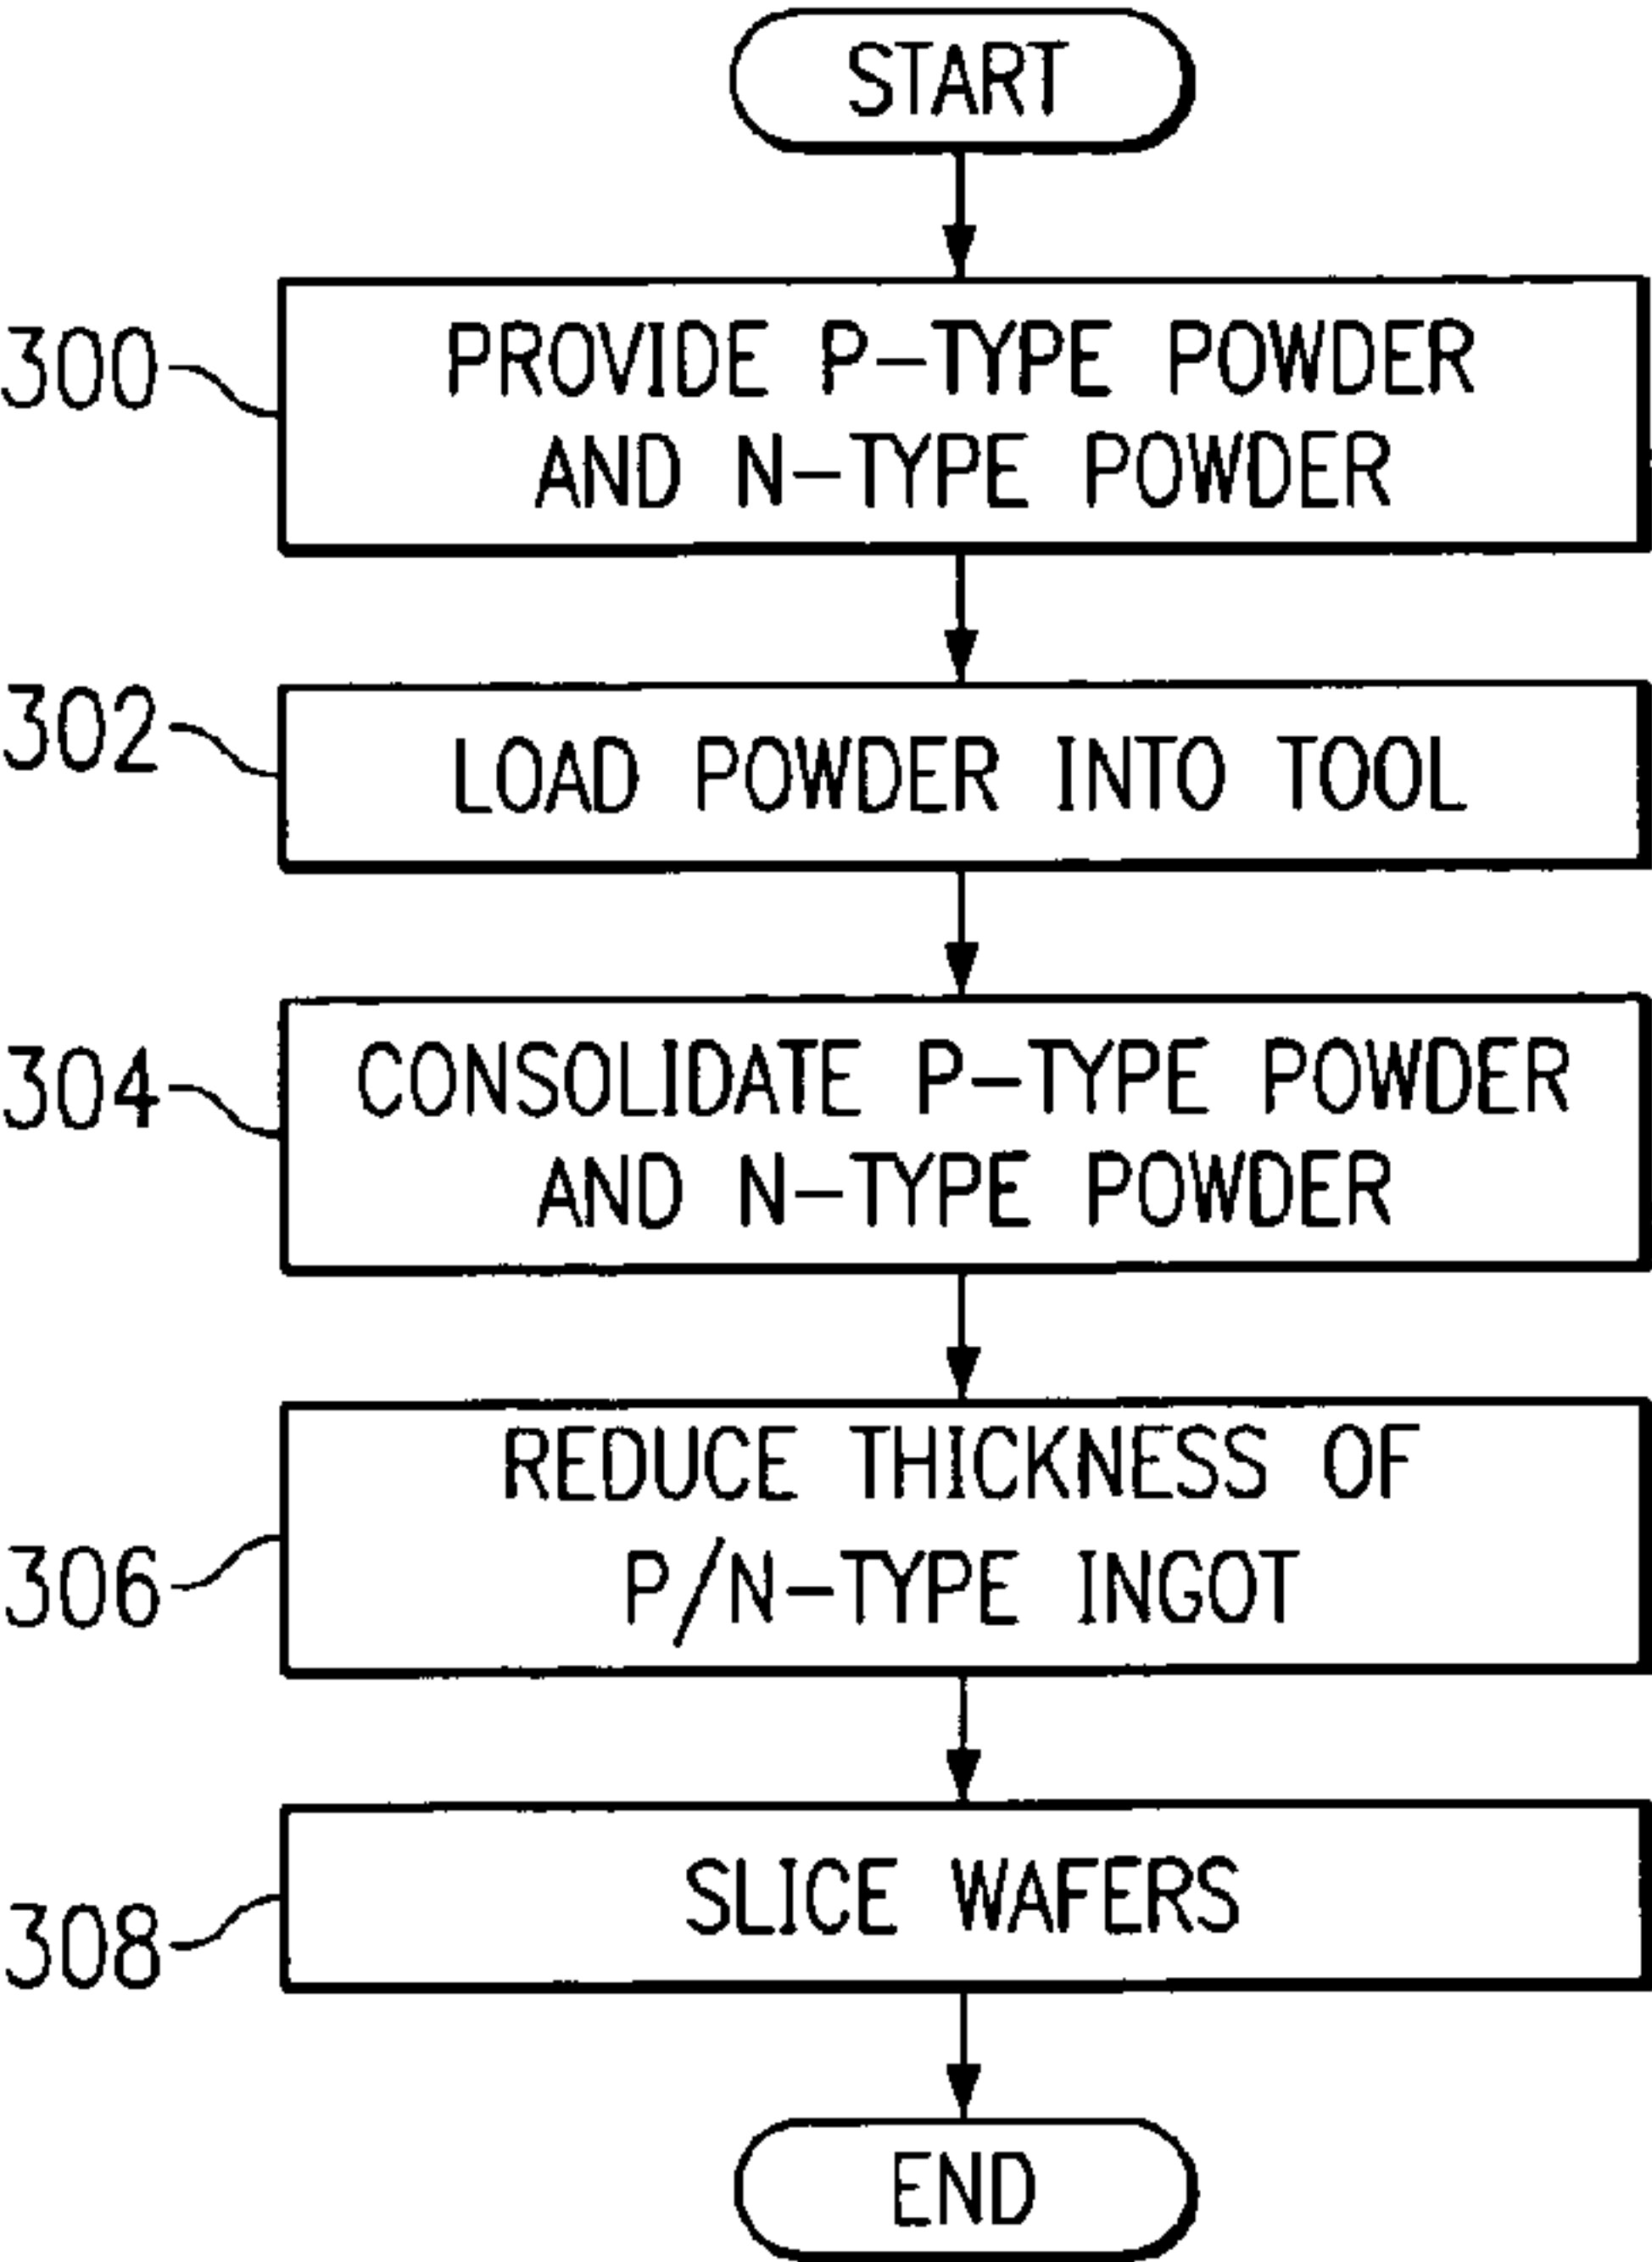 START
300
PROVIDE P-TYPE POWDER
AND N-TYPE POWDER
302
LOAD POWDER INTO TOOL
304
CONSOLIDATE P-TYPE POWDER
AND N-TYPE POWDER
306
REDUCE THICKNESS OF
P/N-TYPE INGOT
308
SLICE WAFERS
END